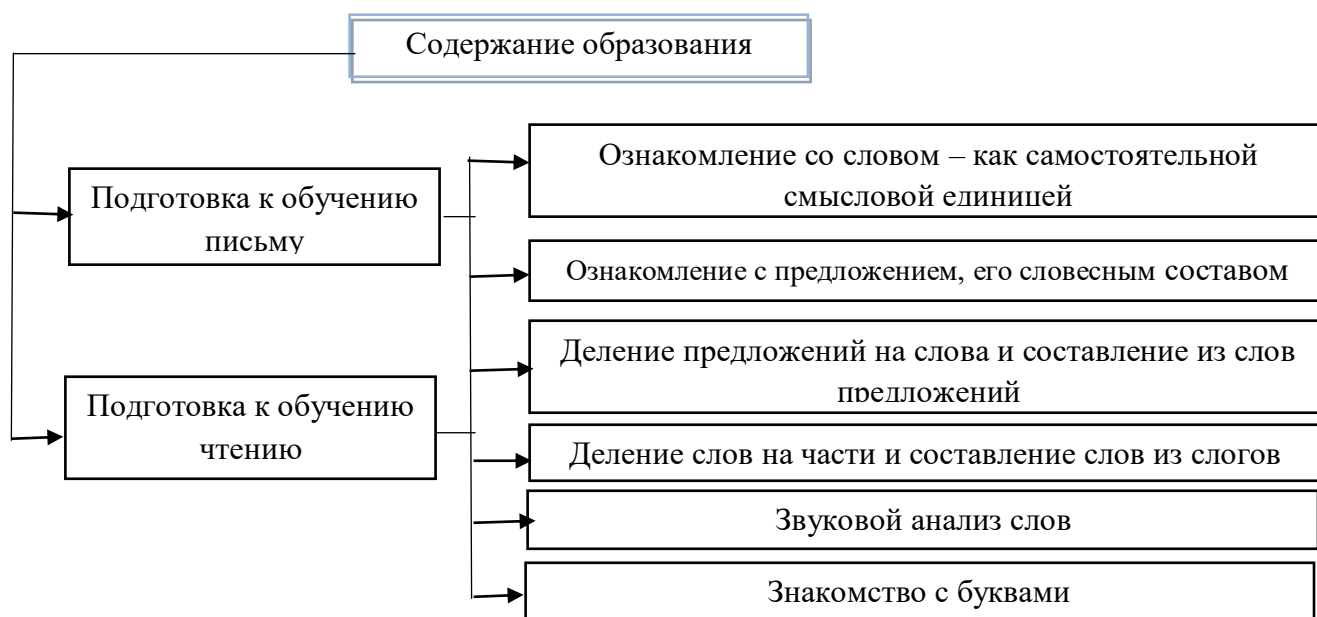 Содержание образования
Подготовка к обучению
письму
Подготовка к обучению
чтению
Ознакомление со словом – как самостоятельной
смысловой единицей
Ознакомление с предложением, его словесным составом
Деление предложений на слова и составление из слов
предложений
Деление слов на части и составление слов из слогов
Звуковой анализ слов
Знакомство с буквами